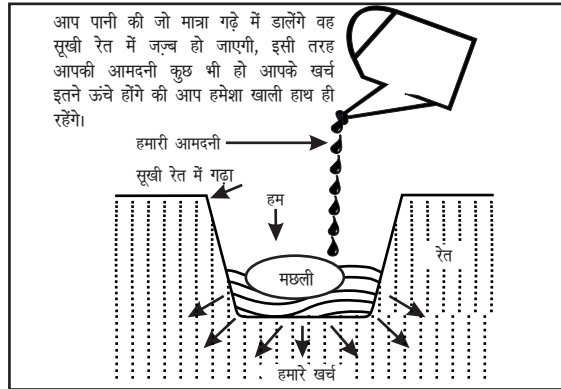 आप पानी की जो मात्रा गढ़े में डालेंगे वह
सूखी रेत में जज़्ब हो जाएगी, इसी तरह
आपकी आमदनी कुछ भी हो आपके खर्च
इतने ऊंचे होंगे की आप हमेशा खाली हाथ ही
रहेंगे।
हमारी आमदनी
सूखी रेत में गढ़ा
हम
रेत
मछली
हमारे खर्च